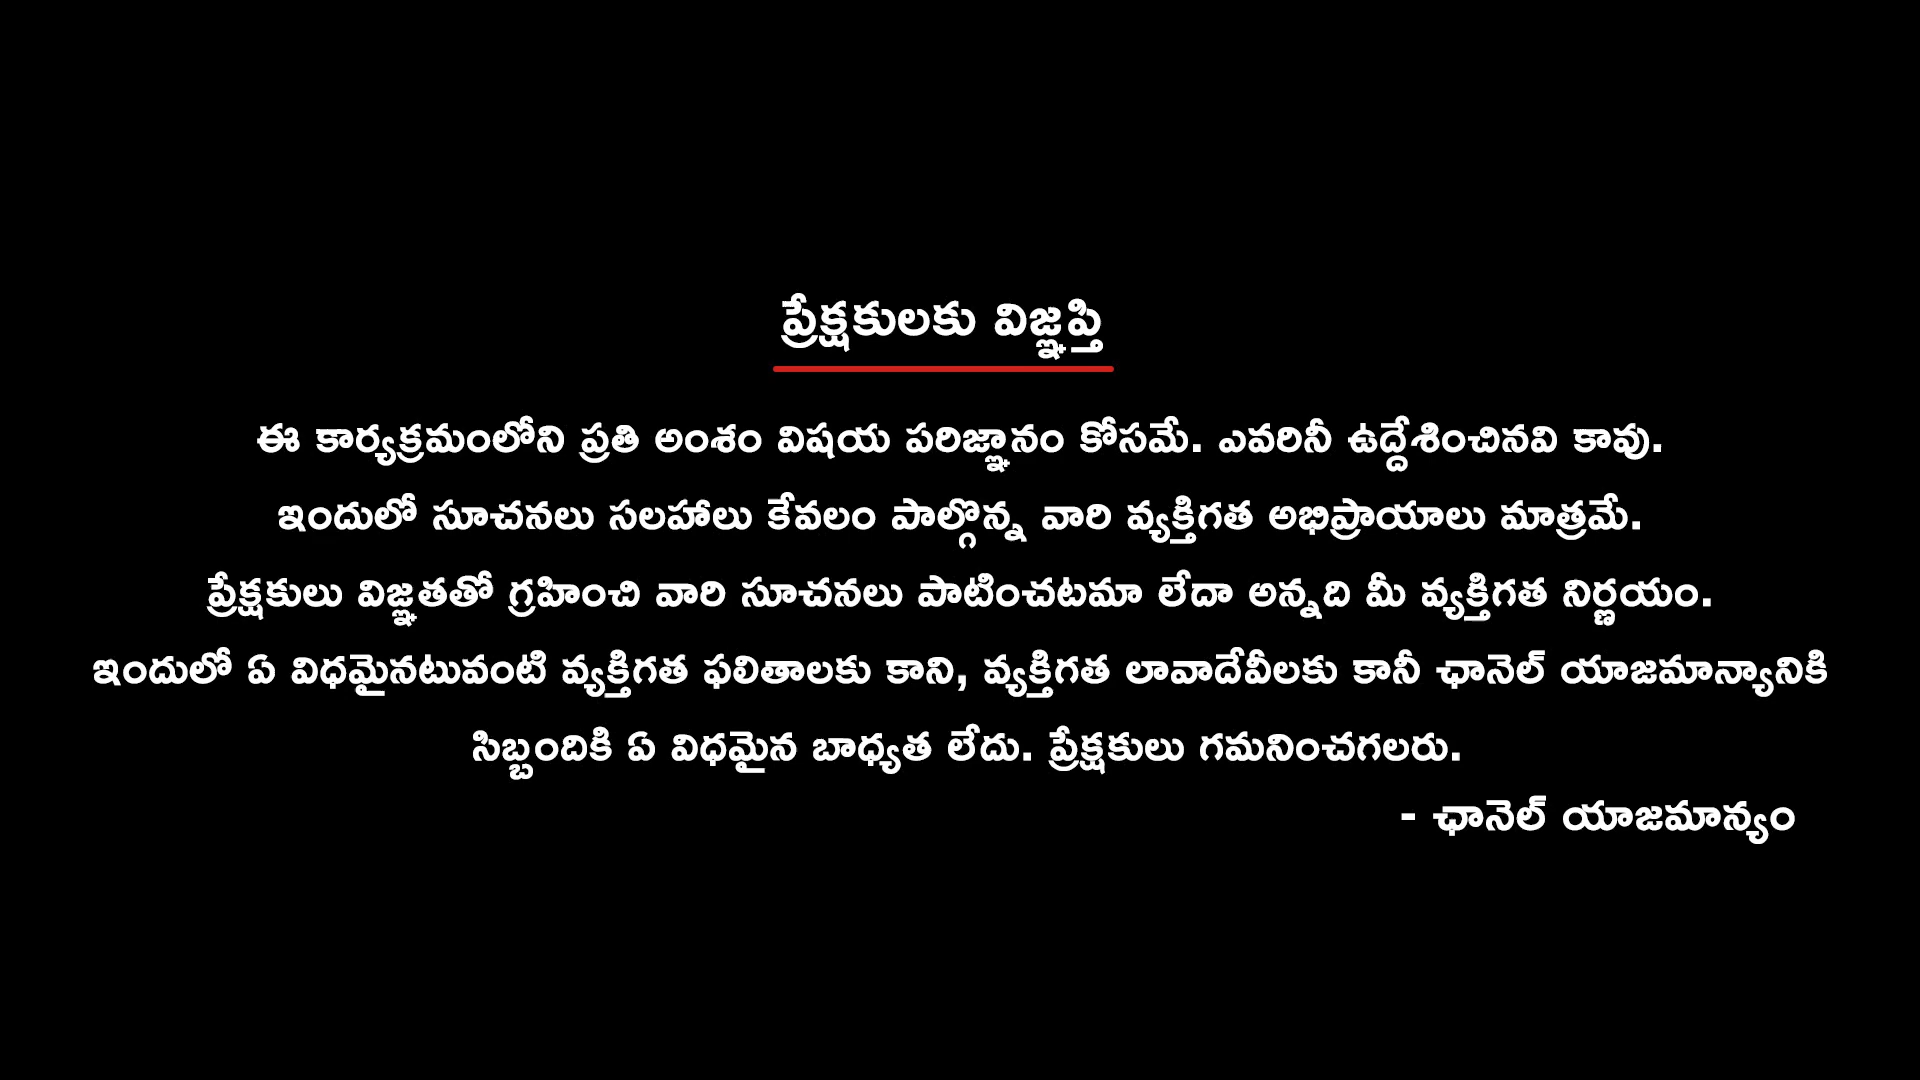 ప్రేక్షకులకు విజ్ఞప్తి
ఈ కార్యక్రమంలోని ప్రతి అంశం విషయ పరిజ్ఞానం కోసమే. ఎవరినీ ఉద్దేశించినవి కావు.
ఇందులో సూచనలు సలహాలు కేవలం పాల్గొన్న వారి వ్యక్తిగత అభిప్రాయాలు మాత్రమే.
ప్రేక్షకులు విజ్ఞతతో గ్రహించి వారి సూచనలు పాటించటమా లేదా అన్నది మీ వ్యక్తిగత నిర్ణయం.
ఇందులో ఏ విధమైనటువంటి వ్యక్తిగత ఫలితాలకు కాని, వ్యక్తిగత లావాదేవీలకు కానీ ఛానెల్ యాజమాన్యానికి
సిబ్బందికి ఏ విధమైన బాధ్యత లేదు. ప్రేక్షకులు గమనించగలరు.
- ఛానెల్ యాజమాన్యం